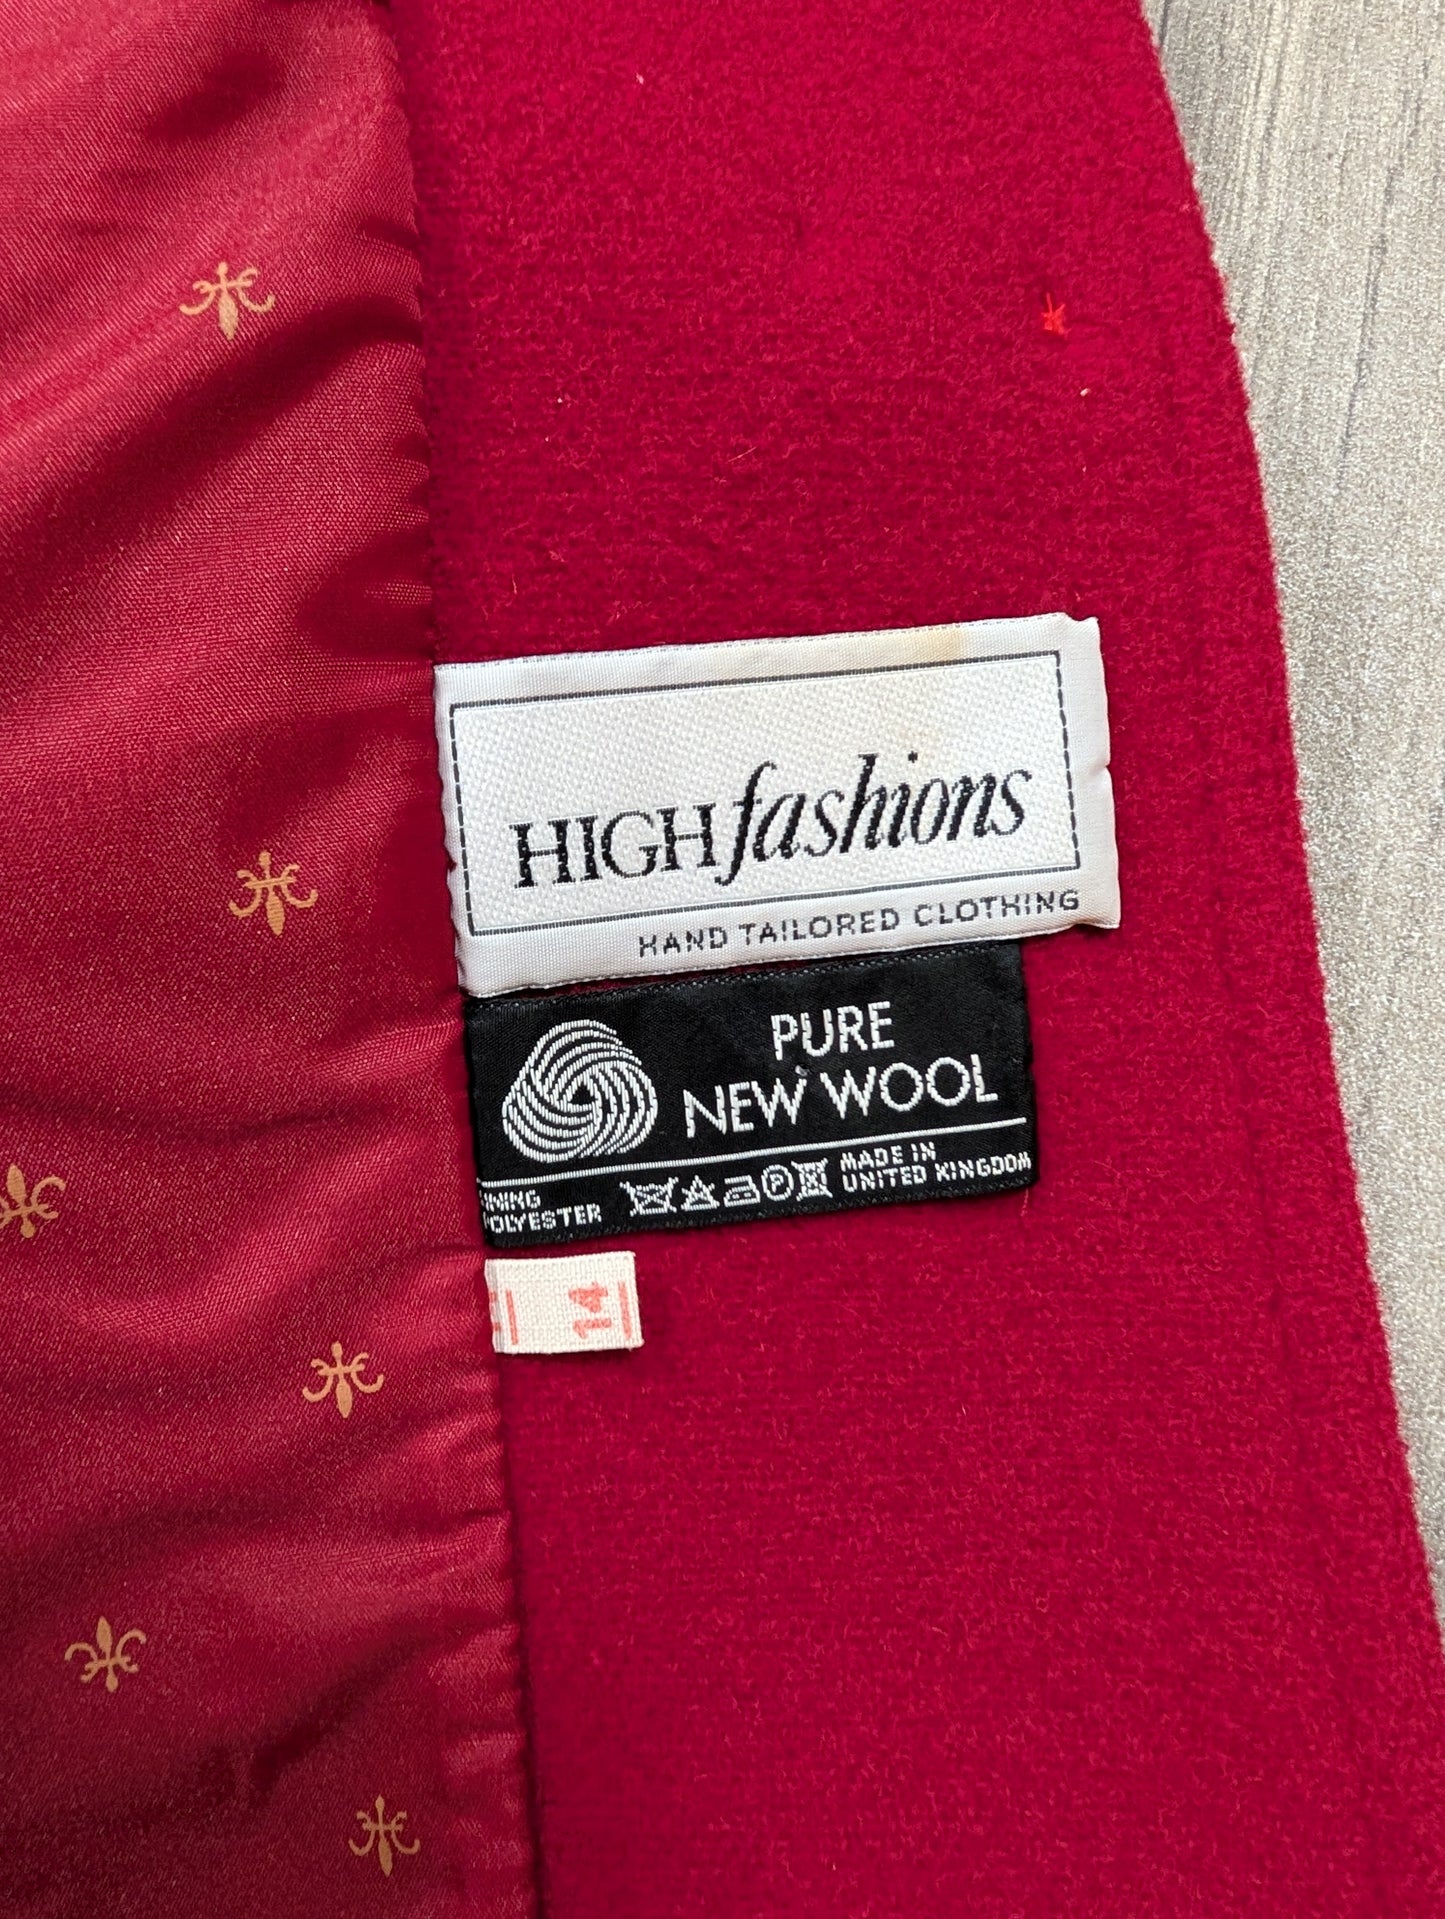 HIGH fashions
HAND TAILORED CLOTHING
PURE
NEW WOOL
MADE IN
UNITED KINGDOM
P
14